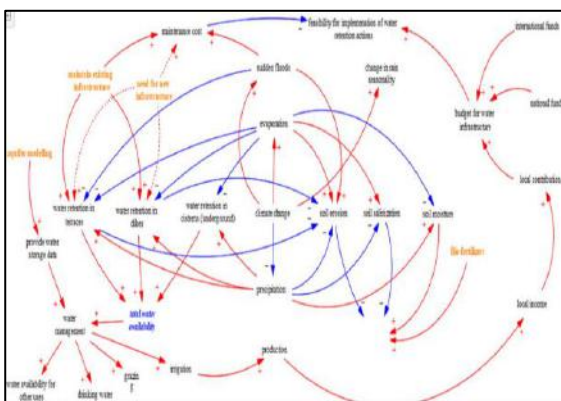 international funds
maintenance cost
feasibility for implementation of water
retention actions
maintain existing
infrastructure
need for new
infrastructure
sudden floods
change in rain
seasonality
national fund
budget for water
infrastructure
evaporation
aquifer modelling
local contribution
water retention in
terraces
water retention in
dikes
water retention in
cisterns (underground)
climate change
soil erosion
soil salinization
soil moisture
provide water
storage data
Bio fertilizers
precipitation
total water
availability
local income
water
management
production
irrigation
grazin
g
water availability for
other uses
drinking water